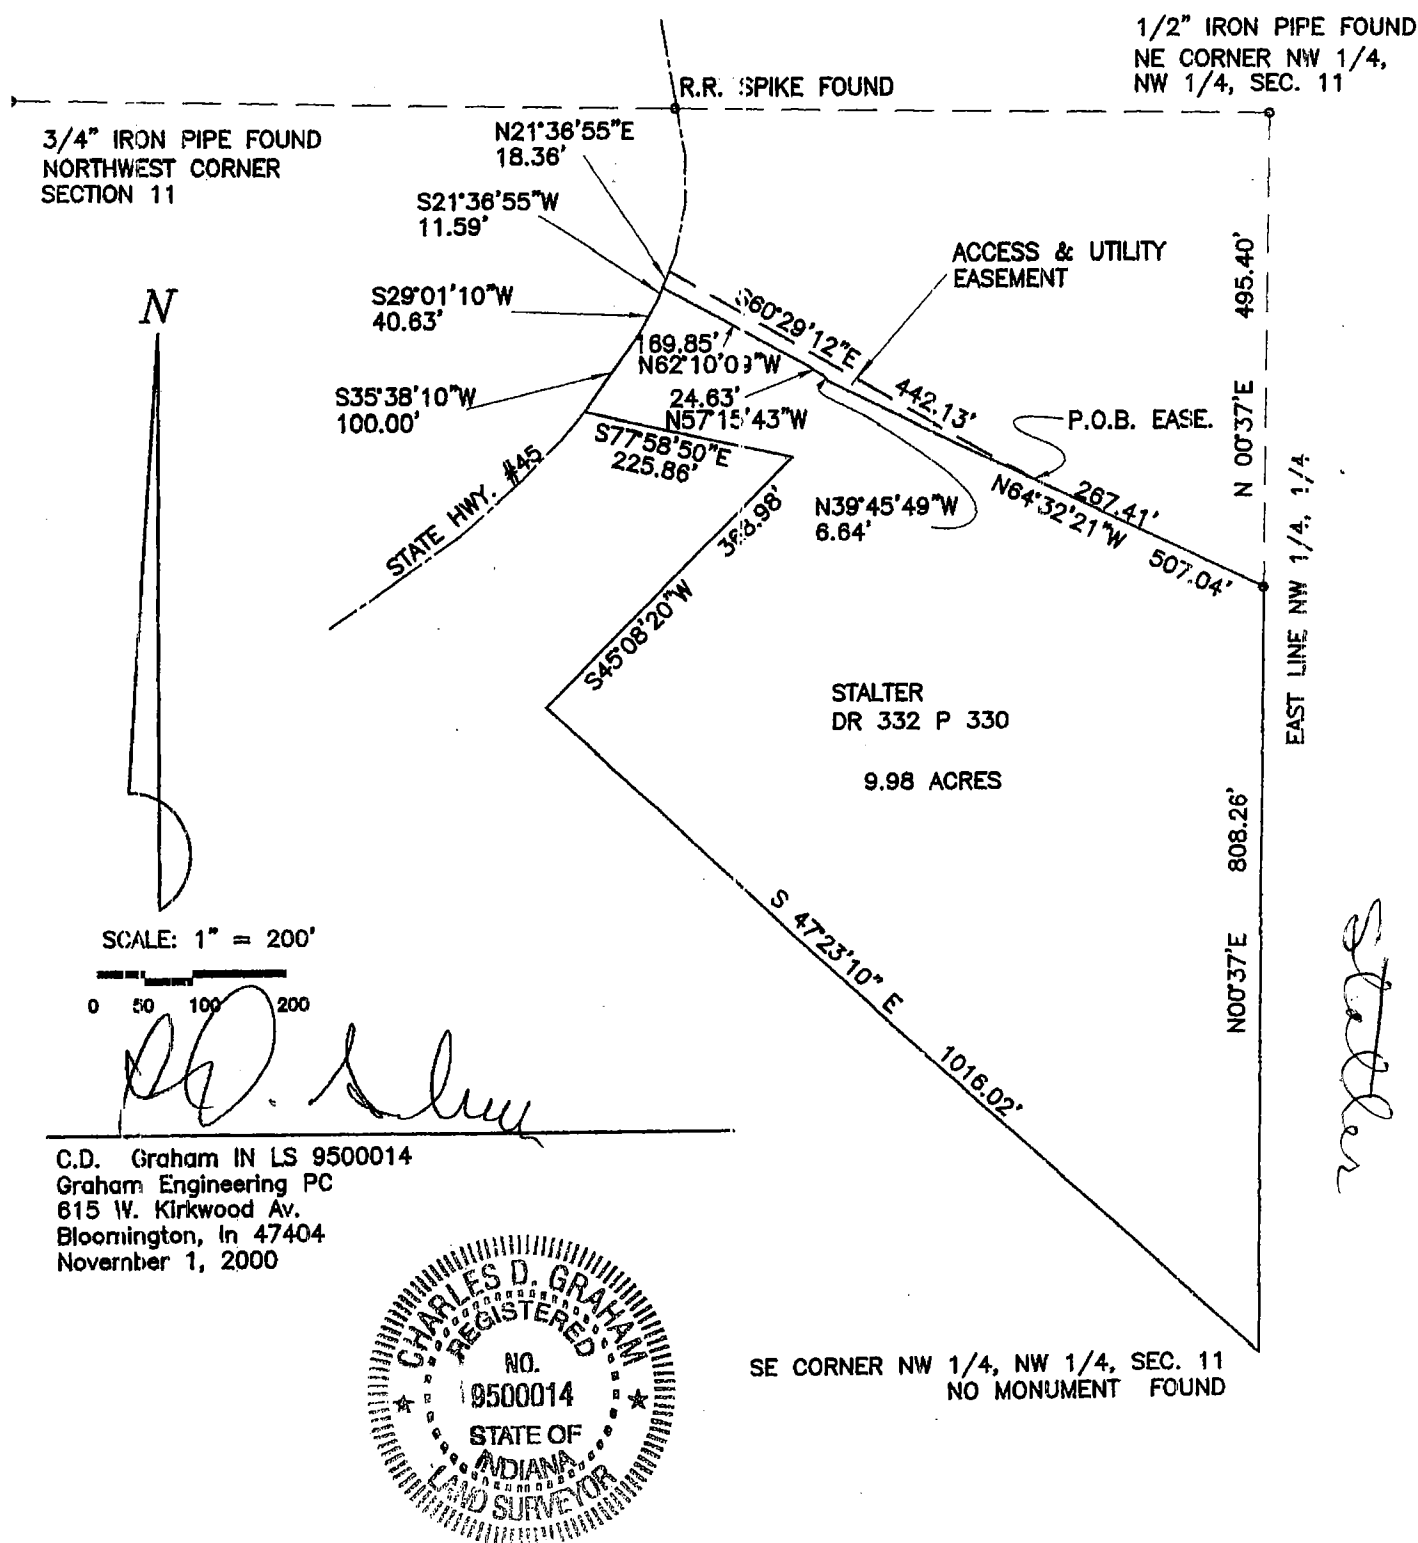 1/2" IRON PIPE FOUND
NE CORNER NW 1/4,
NW 1/4, SEC. 11
R.R. SPIKE FOUND
3/4" IRON PIPE FOUND
NORTHWEST CORNER
SECTION 11
N21°36'55"E
18.36'
S21°36'55"W
11.59'
ACCESS & UTILITY
EASEMENT
495.40'
N 00°37'E
N
S29°01'10"W
40.63'
S60°29'12"E
442.13'
169.85'
N62°10'09"W
24.63'
N57°15'43"W
S35°38'10"W
100.00'
P.O.B. EASE.
S77°58'50"E
225.86'
STATE HWY. #45
N39°45'49"W
6.64'
267.41'
N64°32'21"W
507.04'
EAST LINE NW 1/4, 1/4
S45°08'20"W
STALTER
DR 332 P 330
9.98 ACRES
808.26'
N00°37'E
S 47°23'10" E
1016.02'
Stalter
SCALE: 1" = 200'
0 50 100 200
C.D. Graham IN LS 9500014
Graham Engineering PC
615 W. Kirkwood Av.
Bloomington, In 47404
November 1, 2000
CHARLES D. GRAHAM
REGISTERED
NO.
9500014
STATE OF
INDIANA
LAND SURVEYOR
SE CORNER NW 1/4, NW 1/4, SEC. 11
NO MONUMENT FOUND